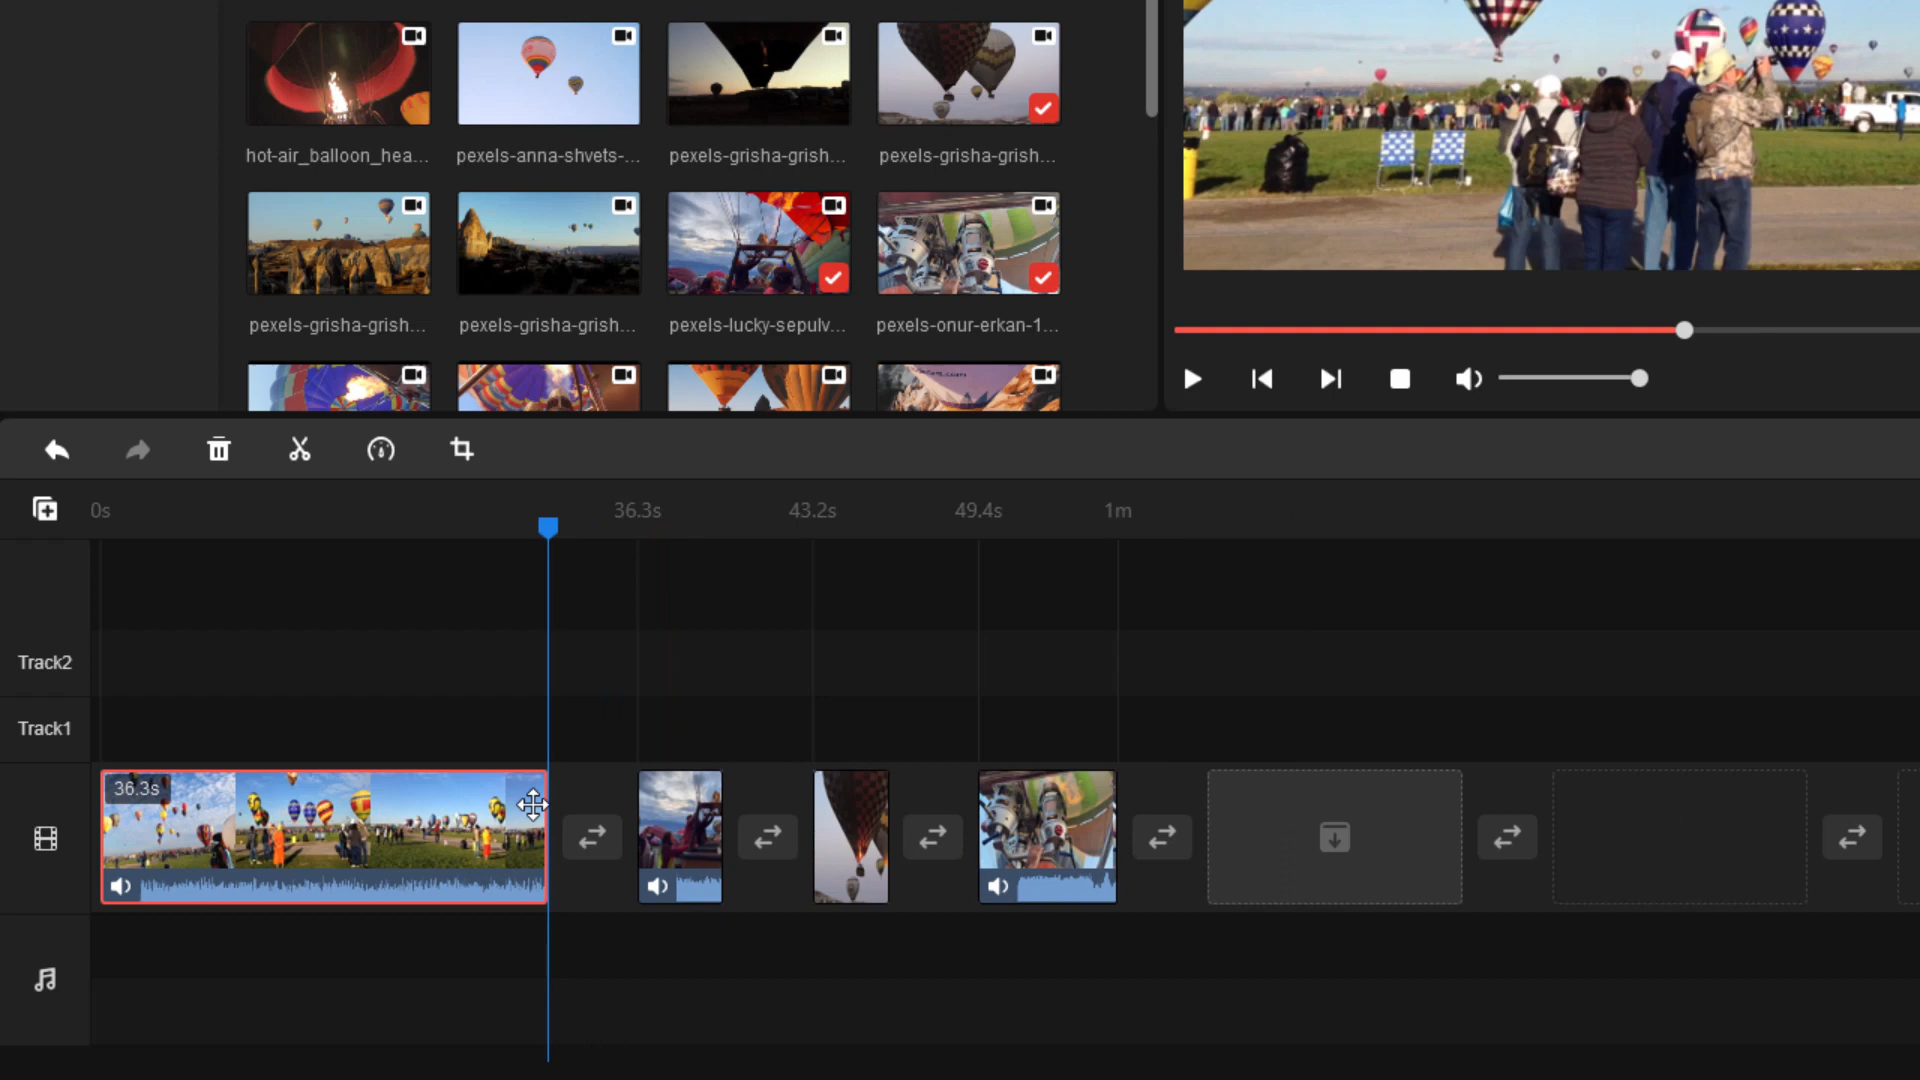 hot-air_balloon_hea...
pexels-anna-shvets-...
pexels-grisha-grish...
pexels-grisha-grish...
pexels-grisha-grish...
pexels-grisha-grish...
pexels-lucky-sepulv...
pexels-onur-erkan-1...
0s
36.3s
43.2s
49.4s
1m
Track2
Track1
36.3s